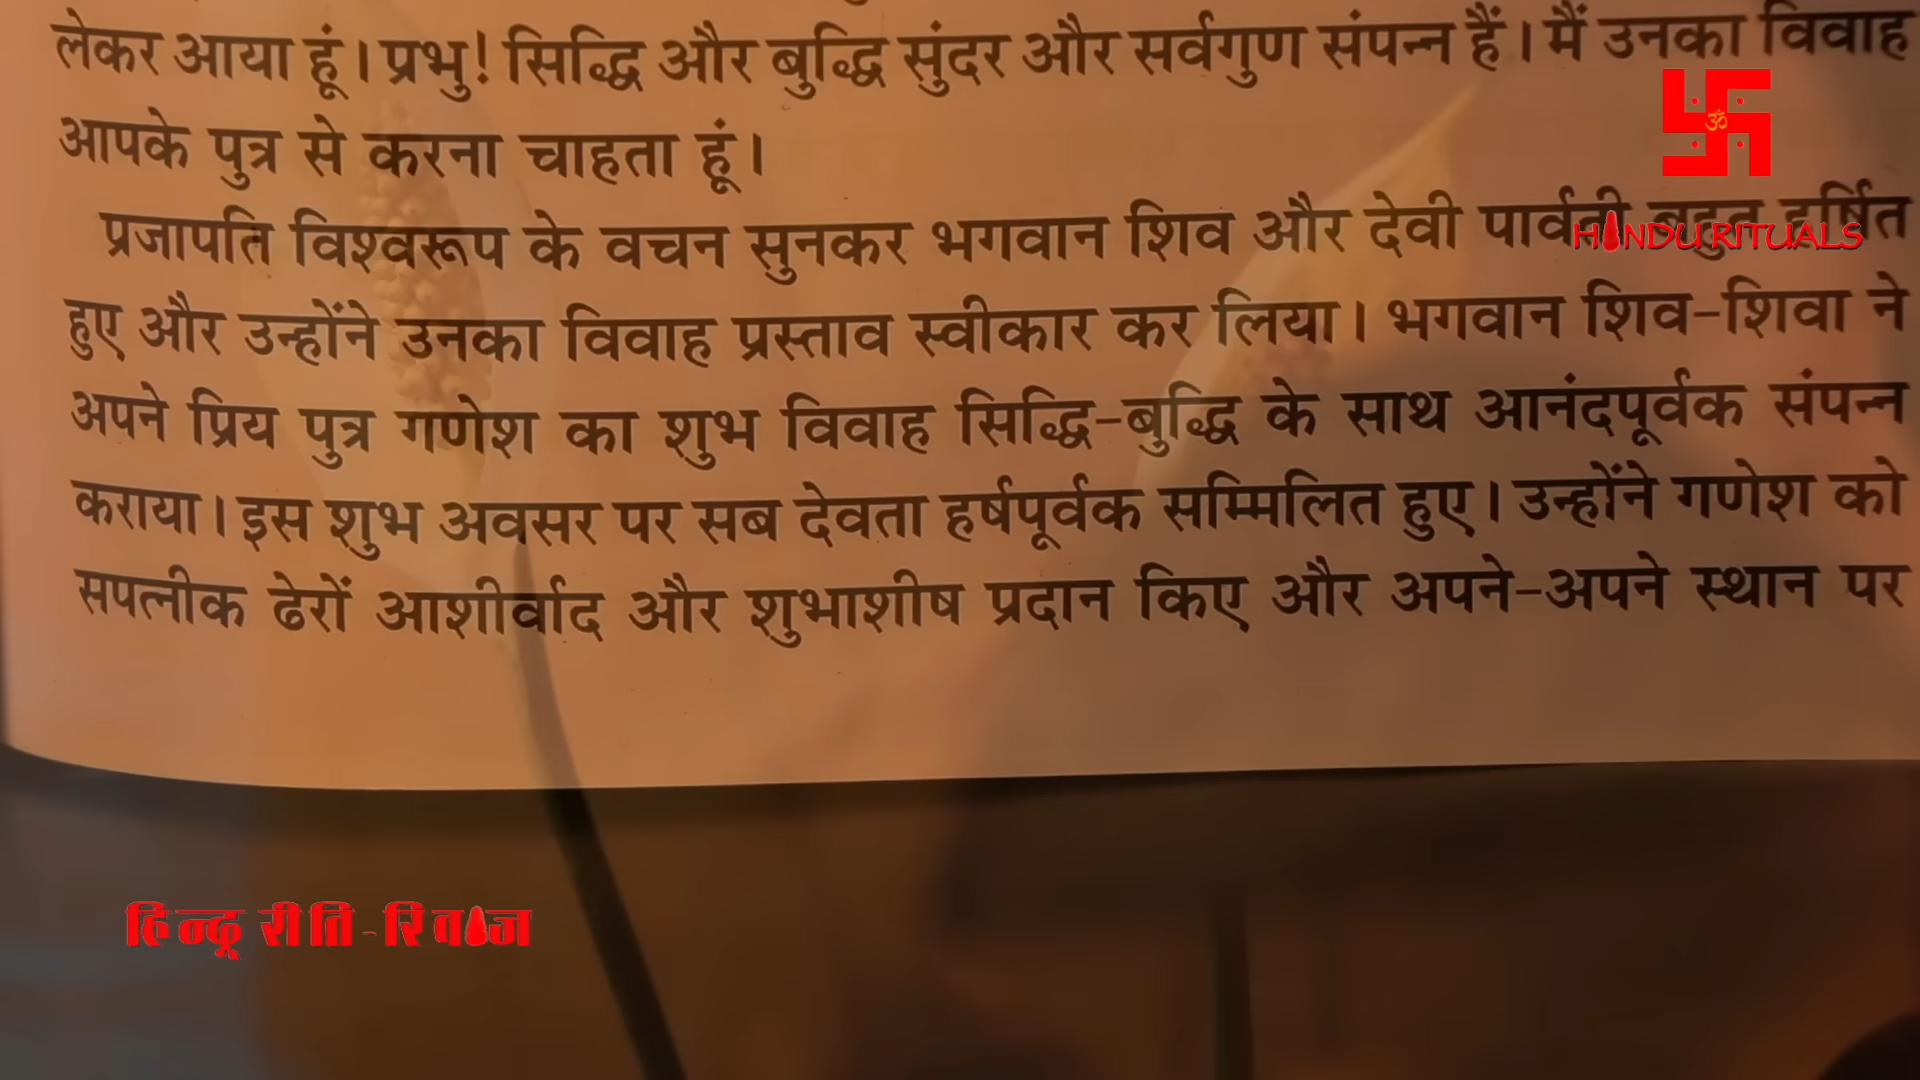 लेकर आया हूं। प्रभु! सिद्धि और बुद्धि सुंदर और सर्वगुण संपन्न हैं। मैं उनका विवाह
आपके पुत्र से करना चाहता हूं।
ॐ
प्रजापति विश्वरूप के वचन सुनकर भगवान शिव और देवी पार्वती बहुत हर्षित
HINDU RITUALS
हुए और उन्होंने उनका विवाह प्रस्ताव स्वीकार कर लिया। भगवान शिव-शिवा ने
अपने प्रिय पुत्र गणेश का शुभ विवाह सिद्धि-बुद्धि के साथ आनंदपूर्वक संपन्न
कराया। इस शुभ अवसर पर सब देवता हर्षपूर्वक सम्मिलित हुए। उन्होंने गणेश को
सपत्नीक ढेरों आशीर्वाद और शुभाशीष प्रदान किए और अपने-अपने स्थान पर
हिन्दू रीति-रिवाज